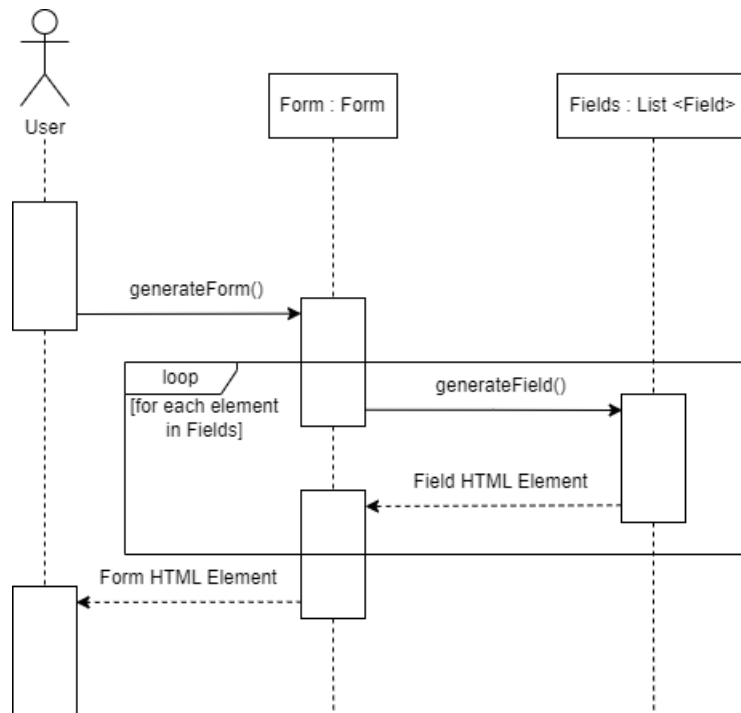 User
Form : Form
Fields : List <Field>
generateForm()
loop
[for each element
in Fields]
generateField()
Field HTML Element
Form HTML Element